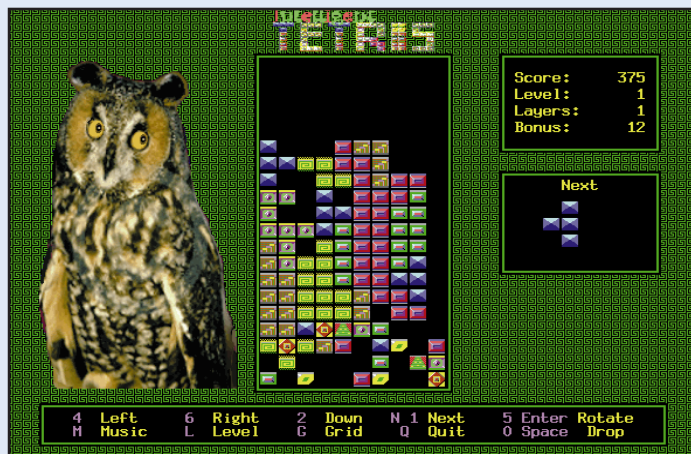 Intelligent
TETRIS
Score: 375
Level: 1
Layers: 1
Bonus: 12
Next
4 Left 6 Right 2 Down N 1 Next 5 Enter Rotate
M Music L Level G Grid Q Quit 0 Space Drop